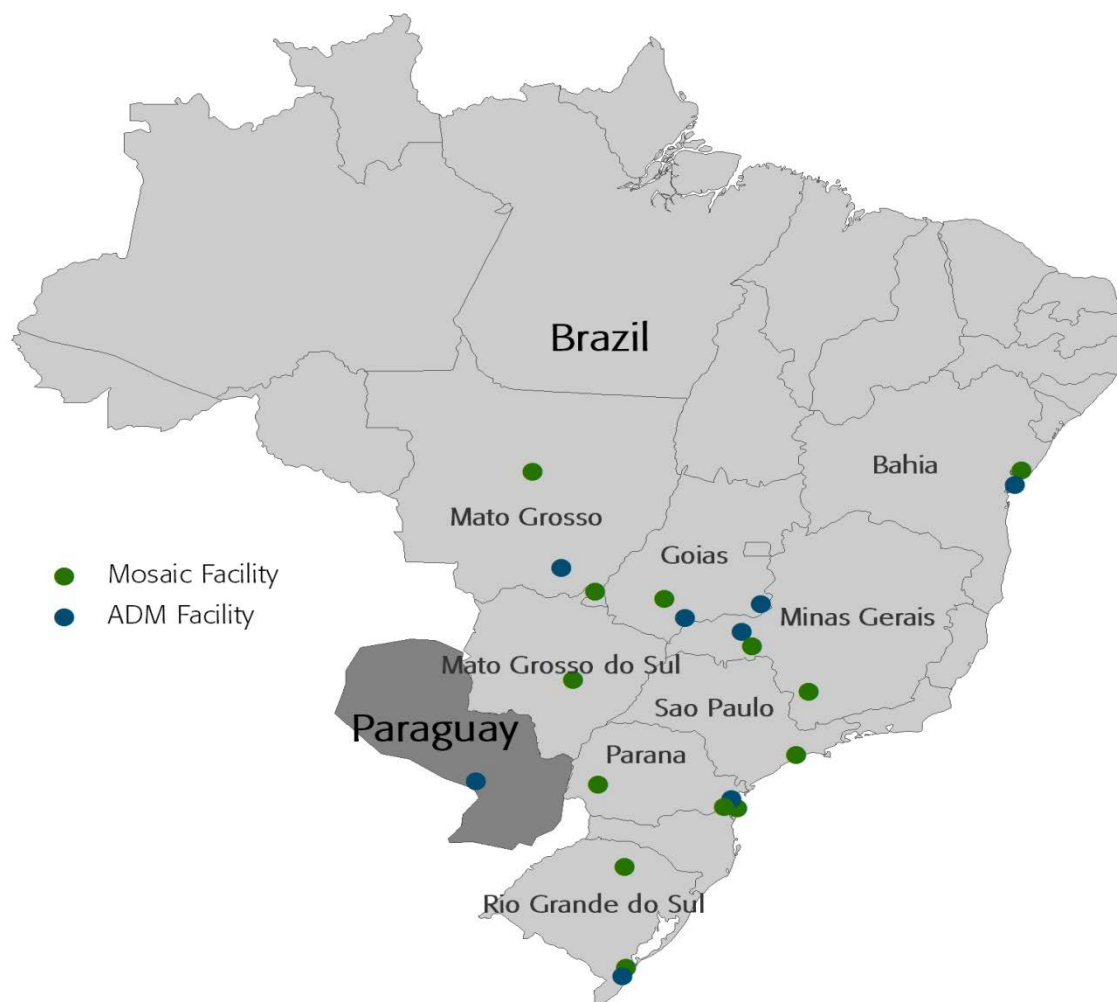 Brazil
Bahia
Mato Grosso
Goias
Mosaic Facility
ADM Facility
Minas Gerais
Mato Grosso do Sul
Sao Paulo
Paraguay
Parana
Rio Grande do Sul